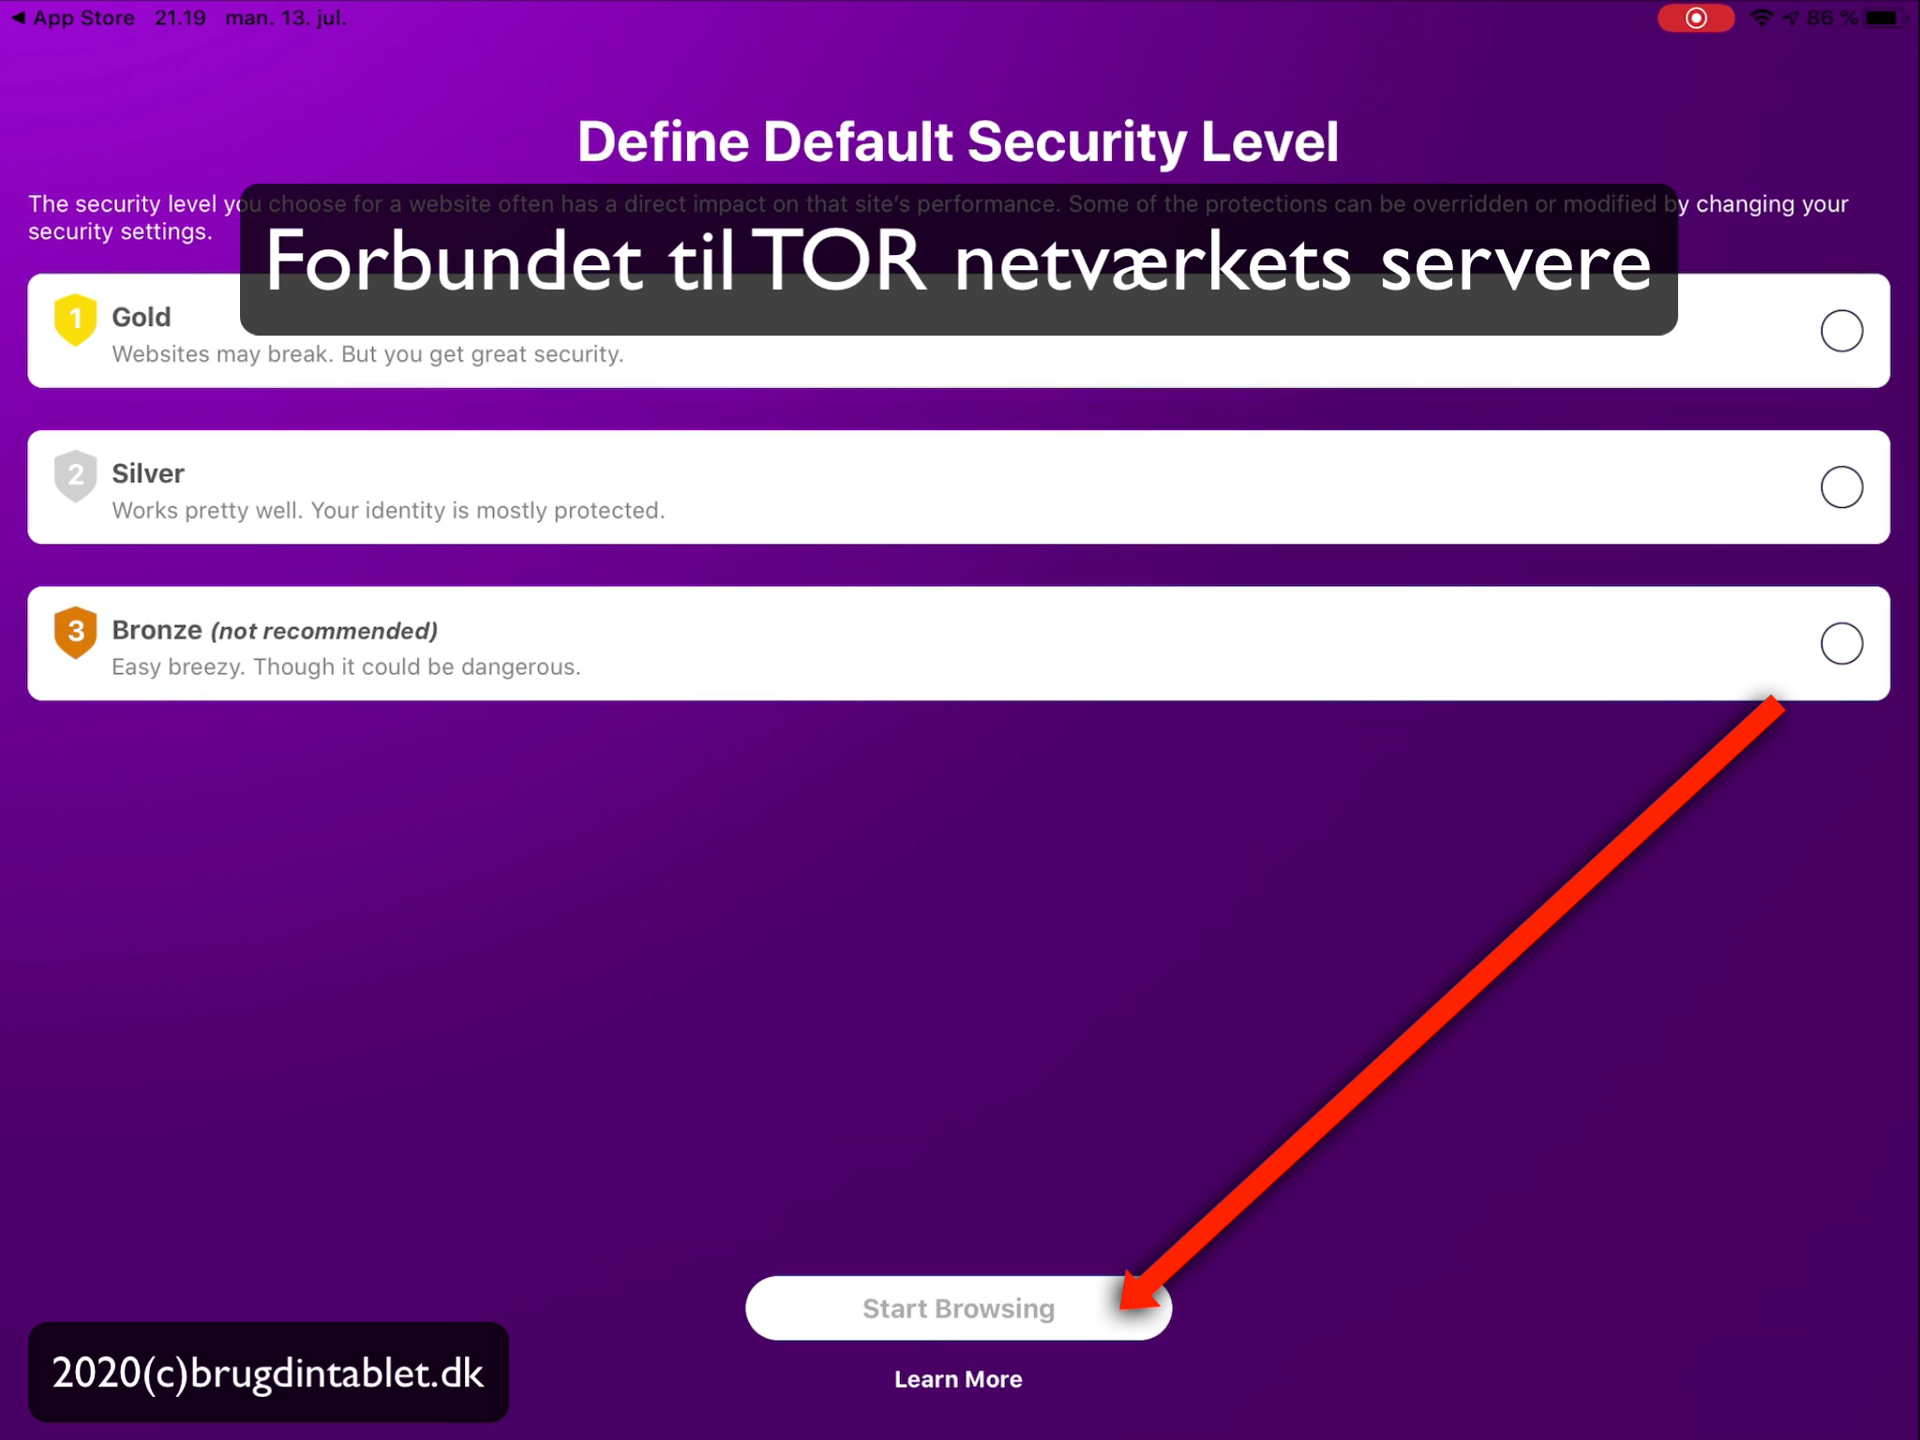 App Store 21.19 man. 13. jul.
86 %
Define Default Security Level
The security level you choose for a website often has a direct impact on that site's performance. Some of the protections can be overridden or modified by changing your
security settings.
Forbundet til TOR netværkets servere
1 Gold
Websites may break. But you get great security.
2 Silver
Works pretty well. Your identity is mostly protected.
3 Bronze (not recommended)
Easy breezy. Though it could be dangerous.
Start Browsing
2020(c)brugdintablet.dk
Learn More